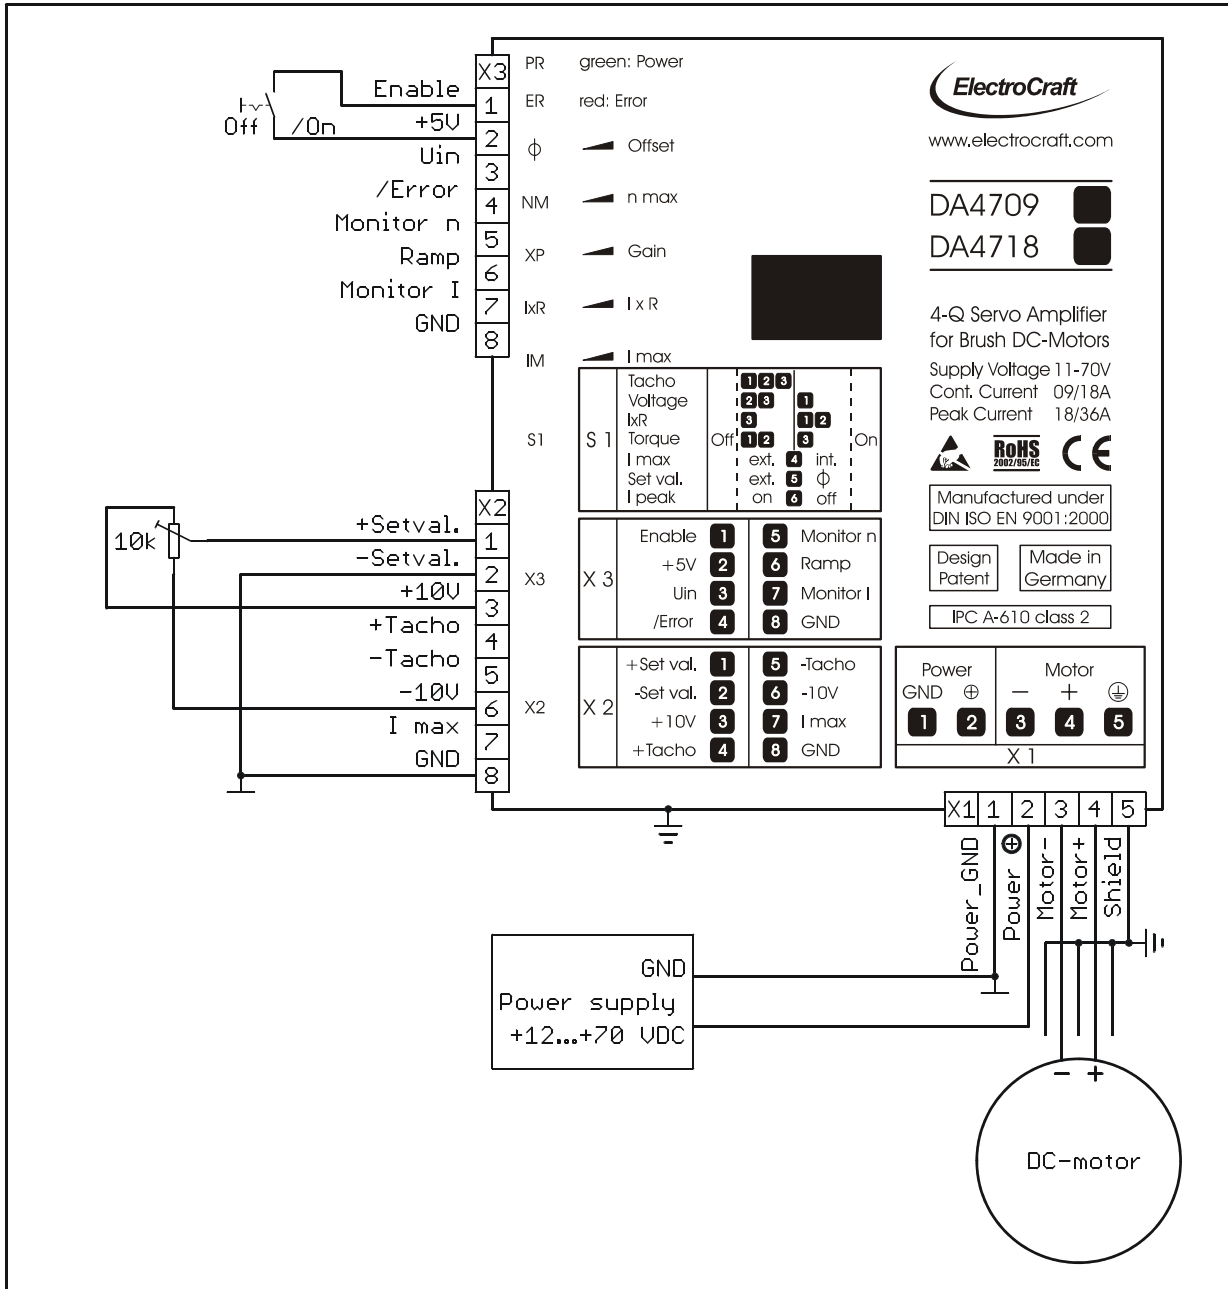 X3
Enable 1
+5V 2
Uin 3
/Error 4
Monitor n 5
Ramp 6
Monitor I 7
GND 8
Off /On
PR green: Power
ER red: Error
ϕ Offset
NM n max
XP Gain
IxR I x R
IM I max
S1
X3
X2
ElectroCraft
www.electrocraft.com
DA4709
DA4718
4-Q Servo Amplifier
for Brush DC-Motors
Supply Voltage 11-70V
Cont. Current 09/18A
Peak Current 18/36A
RoHS
2002/95/EC
CE
Manufactured under
DIN ISO EN 9001:2000
Design
Patent
Made in
Germany
IPC A-610 class 2
S 1
Tacho 1 2 3
Voltage 2 3 1
IxR 3 1 2
Torque Off 1 2 3 On
I max ext. 4 int.
Set val. ext. 5 ϕ
I peak on 6 off
X 3
Enable 1 5 Monitor n
+5V 2 6 Ramp
Uin 3 7 Monitor I
/Error 4 8 GND
X 2
+Set val. 1 5 -Tacho
-Set val. 2 6 -10V
+10V 3 7 I max
+Tacho 4 8 GND
Power Motor
GND ⊕ − +
1 2 3 4 5
X 1
X2
10k
+Setval. 1
-Setval. 2
+10V 3
+Tacho 4
-Tacho 5
-10V 6
I max 7
GND 8
X1 1 2 3 4 5
Power_GND
Power ⊕
Motor-
Motor+
Shield
GND
Power supply
+12...+70 VDC
− +
DC-motor